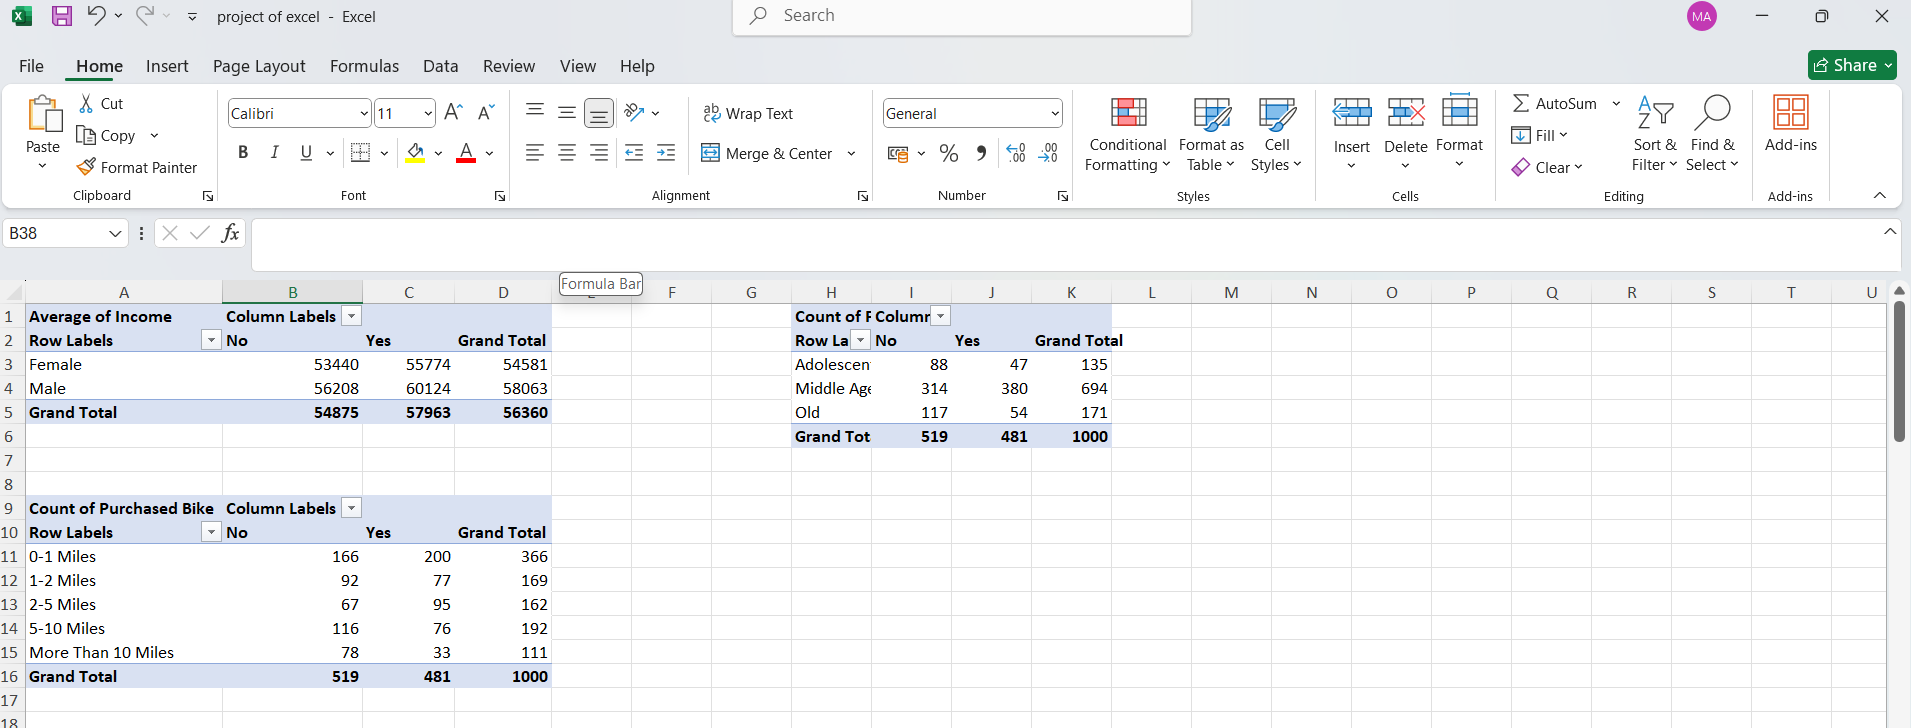 project of excel - Excel
Search
MA
File Home Insert Page Layout Formulas Data Review View Help
Share
Paste
Cut
Copy
Format Painter
Clipboard
Calibri 11
B I U
Font
Wrap Text
Merge & Center
Alignment
General
Number
Conditional Formatting
Format as Table
Cell Styles
Styles
Insert Delete Format
Cells
AutoSum
Fill
Clear
Sort & Filter
Find & Select
Editing
Add-ins
Add-ins
B38
fx
Formula Bar
A B C D F G H I J K L M N O P Q R S T U
1 Average of Income Column Labels Count of F Column
2 Row Labels No Yes Grand Total Row La No Yes Grand Total
3 Female 53440 55774 54581 Adolescen 88 47 135
4 Male 56208 60124 58063 Middle Age 314 380 694
5 Grand Total 54875 57963 56360 Old 117 54 171
6 Grand Tot 519 481 1000
7
8
9 Count of Purchased Bike Column Labels
10 Row Labels No Yes Grand Total
11 0-1 Miles 166 200 366
12 1-2 Miles 92 77 169
13 2-5 Miles 67 95 162
14 5-10 Miles 116 76 192
15 More Than 10 Miles 78 33 111
16 Grand Total 519 481 1000
17
18